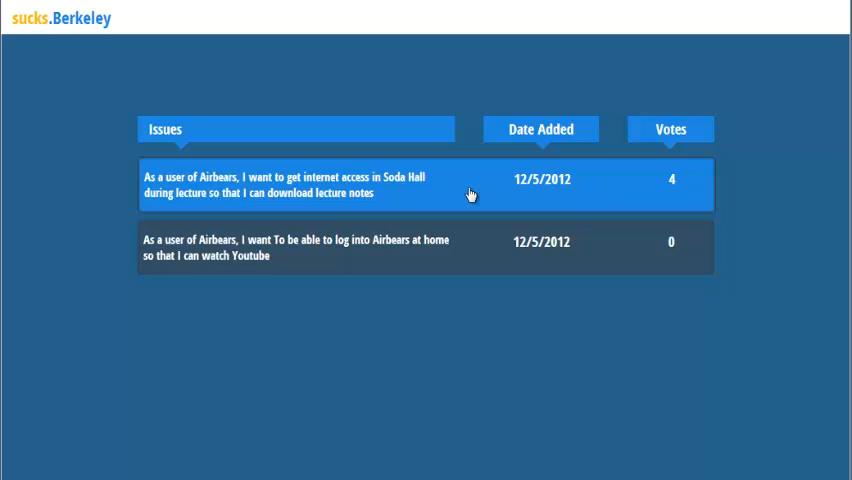 sucks.Berkeley
Issues
Date Added
Votes
As a user of Airbears, I want to get internet access in Soda Hall
during lecture so that I can download lecture notes
12/5/2012
4
As a user of Airbears, I want To be able to log into Airbears at home
so that I can watch Youtube
12/5/2012
0